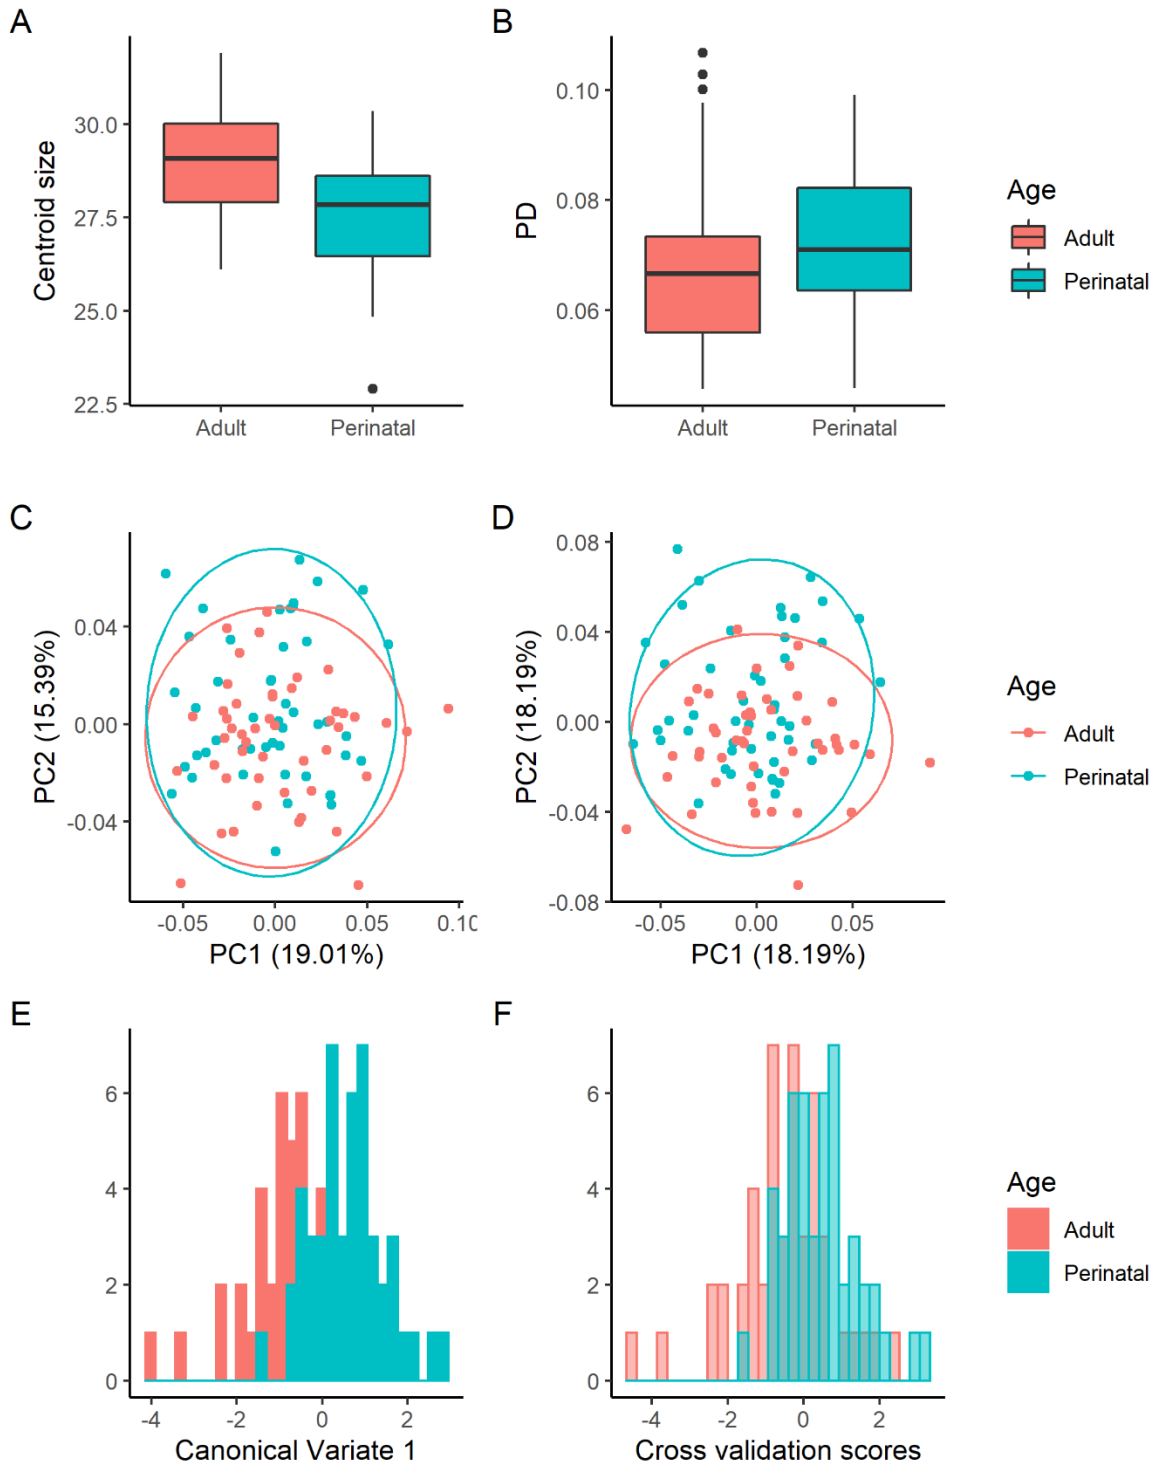 A
B
30.0
27.5
25.0
22.5
Centroid size
Adult
Perinatal
0.10
0.08
0.06
PD
Adult
Perinatal
Age
Adult
Perinatal
C
D
0.04
0.00
-0.04
PC2 (15.39%)
-0.05
0.00
0.05
0.10
PC1 (19.01%)
0.08
0.04
0.00
-0.04
-0.08
PC2 (18.19%)
-0.05
0.00
0.05
PC1 (18.19%)
Age
Adult
Perinatal
E
F
6
4
2
0
-4
-2
0
2
Canonical Variate 1
6
4
2
0
-4
-2
0
2
Cross validation scores
Age
Adult
Perinatal